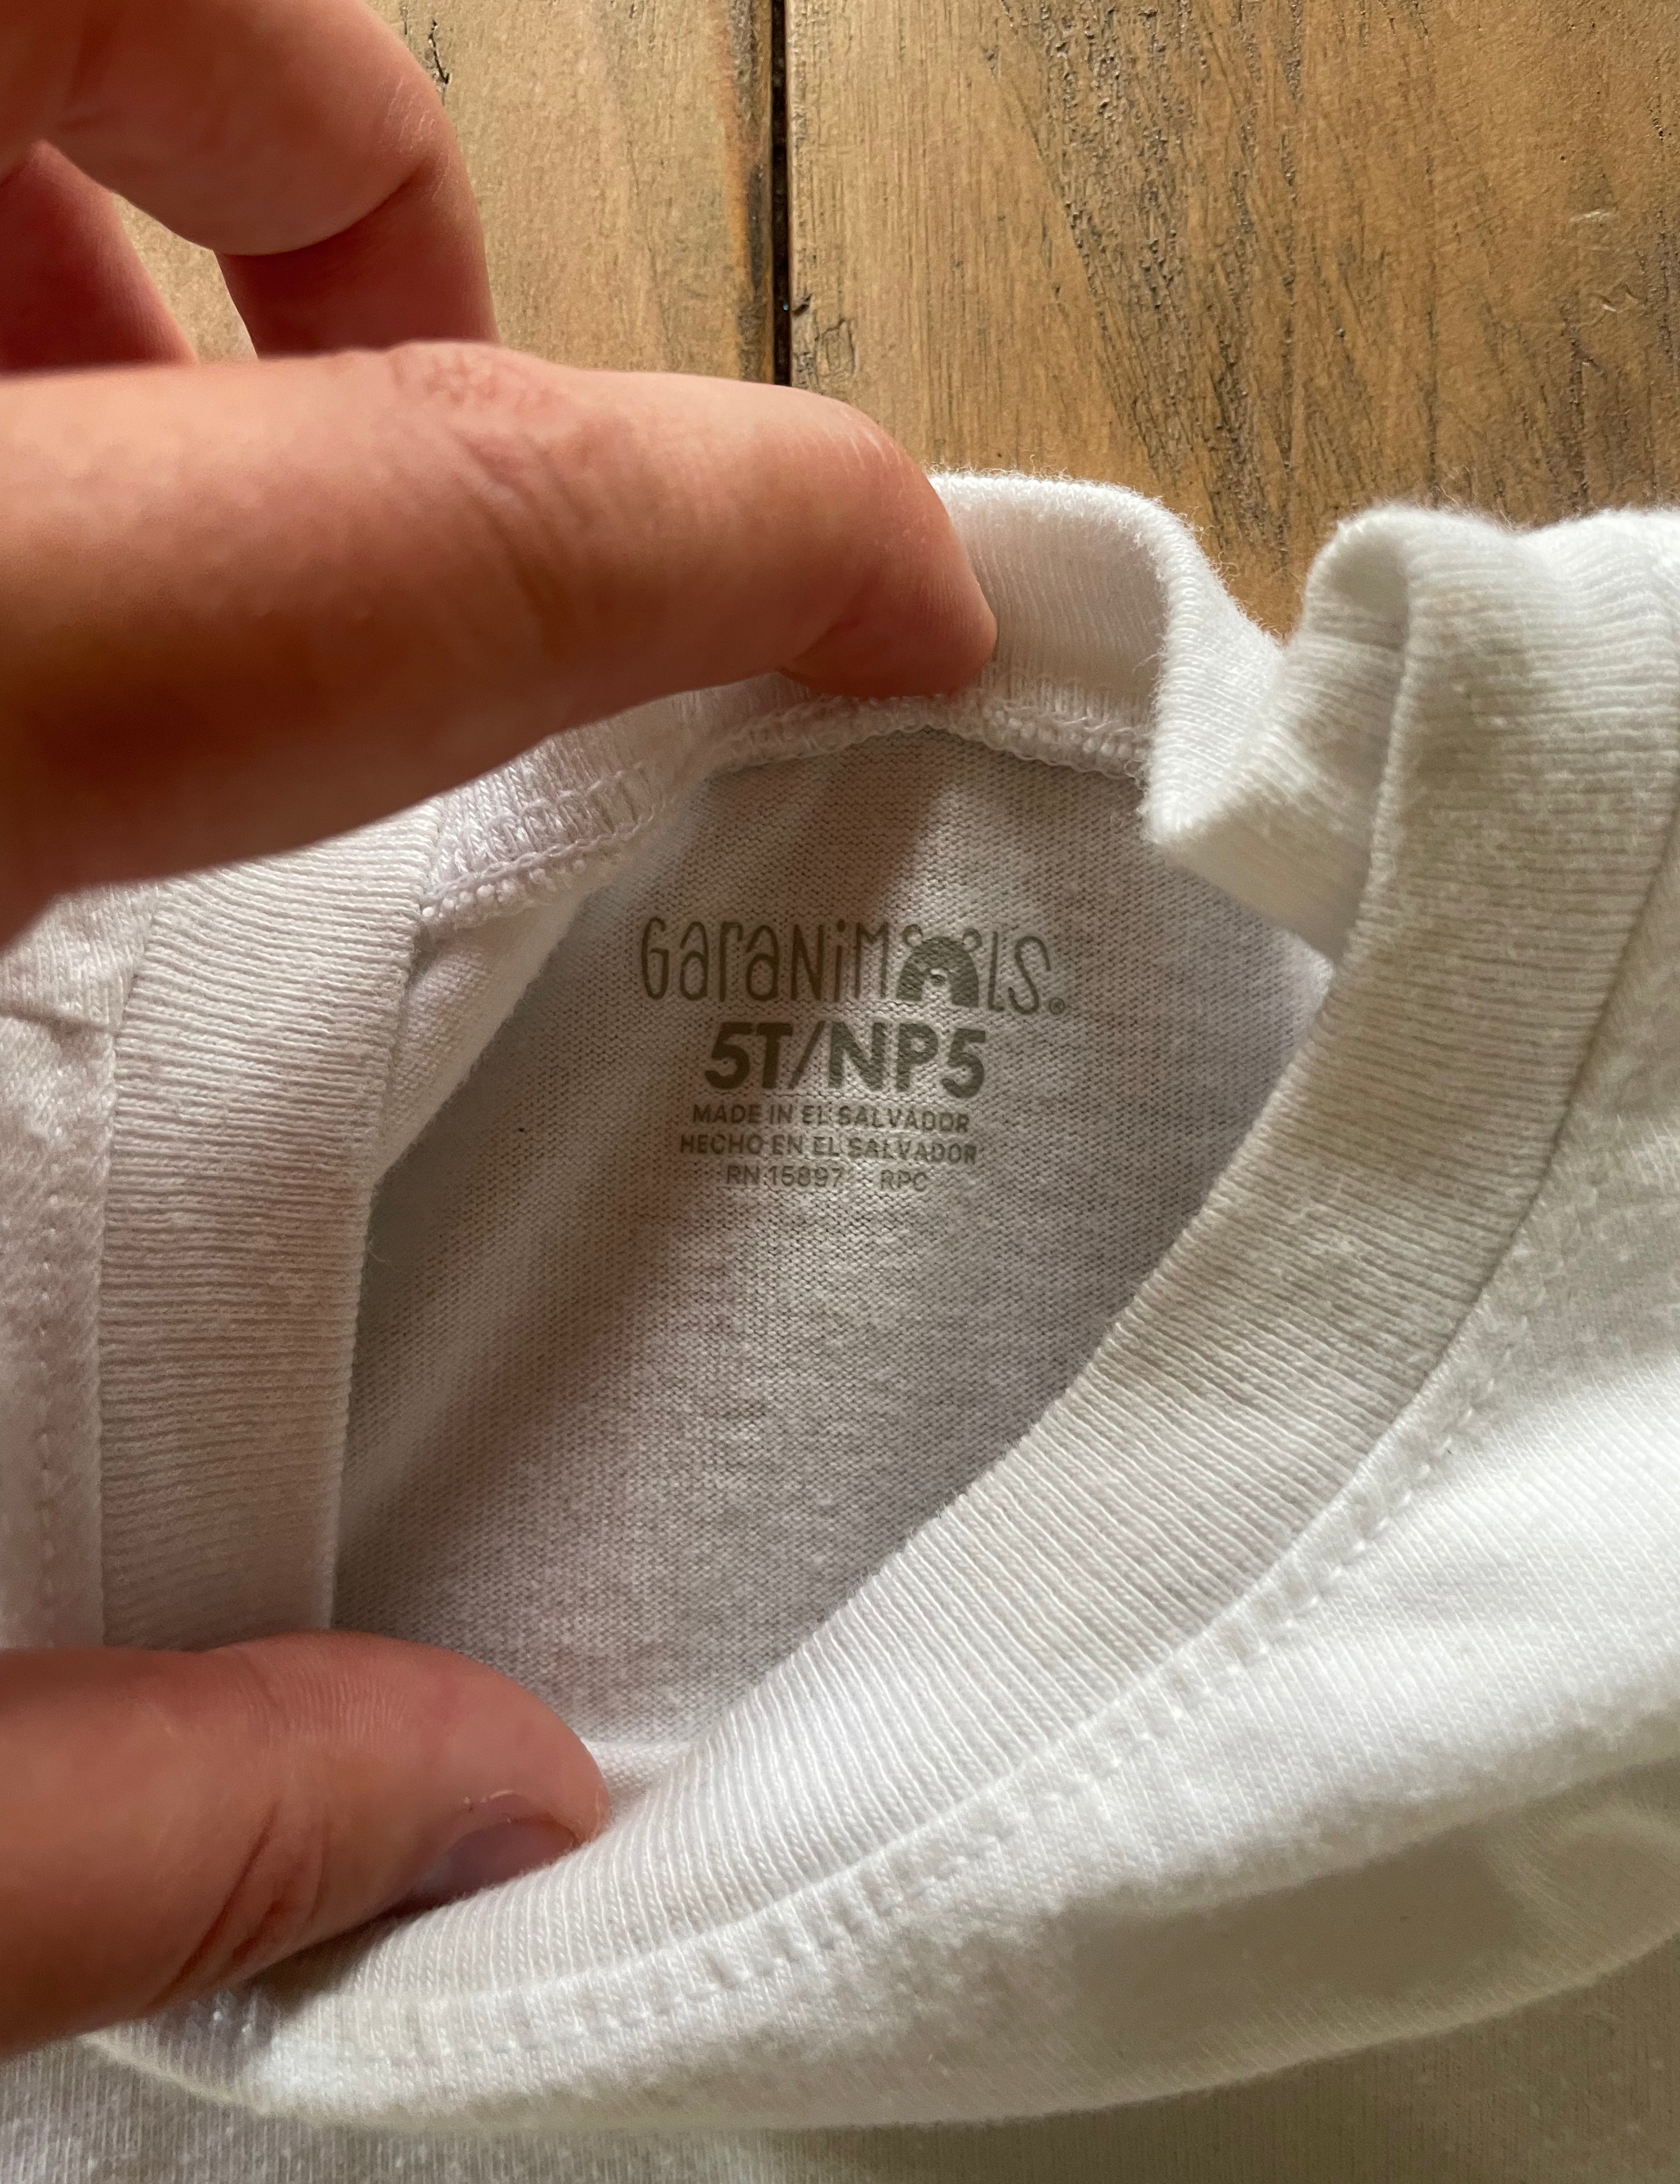 GaraNiMaLS®
5T/NP5
MADE IN EL SALVADOR
HECHO EN EL SALVADOR
RN 15897 RPC